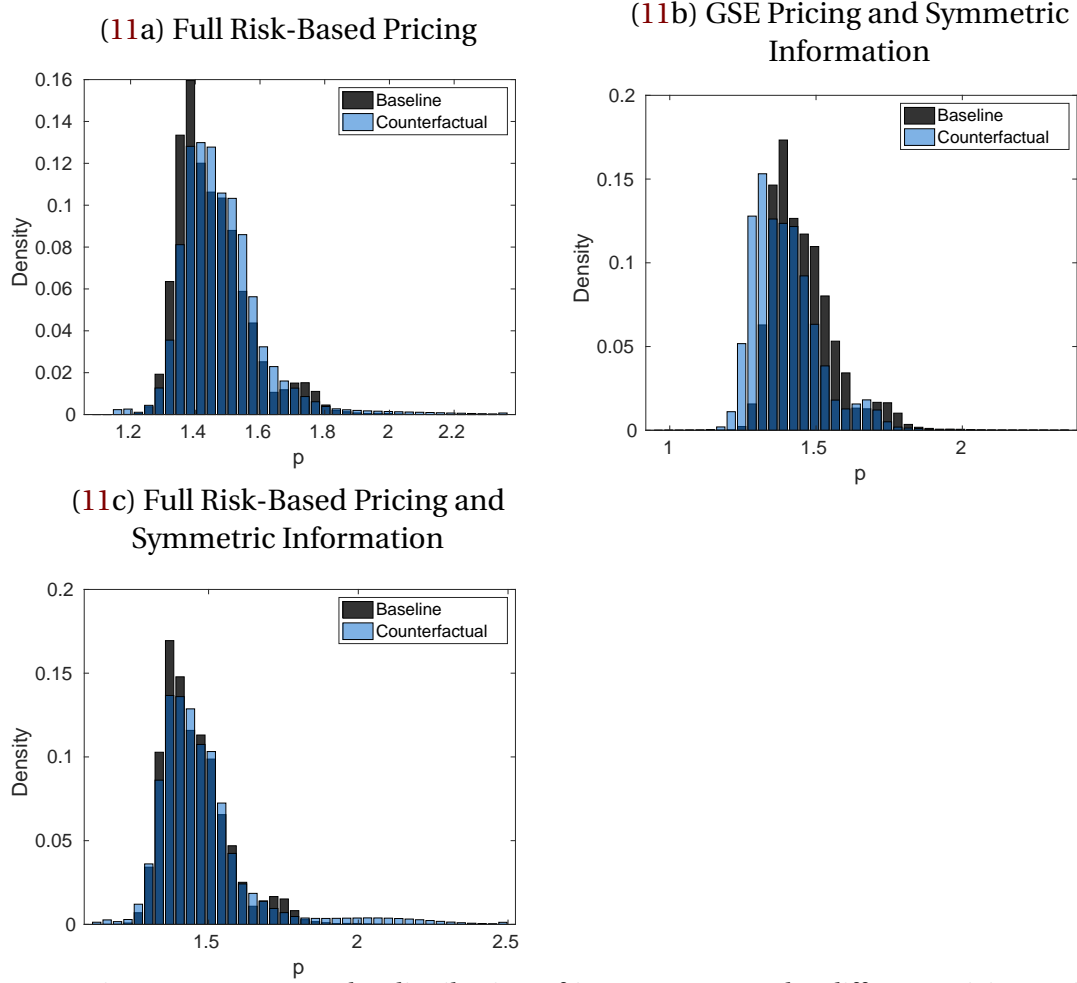 (11a) Full Risk-Based Pricing
0.16
0.14
0.12
0.1
0.08
0.06
0.04
0.02
0
Density
Baseline
Counterfactual
1.2
1.4
1.6
1.8
2
2.2
p
(11b) GSE Pricing and Symmetric
Information
0.2
0.15
0.1
0.05
0
Density
Baseline
Counterfactual
1
1.5
2
p
(11c) Full Risk-Based Pricing and
Symmetric Information
0.2
0.15
0.1
0.05
0
Density
Baseline
Counterfactual
1.5
2
2.5
p